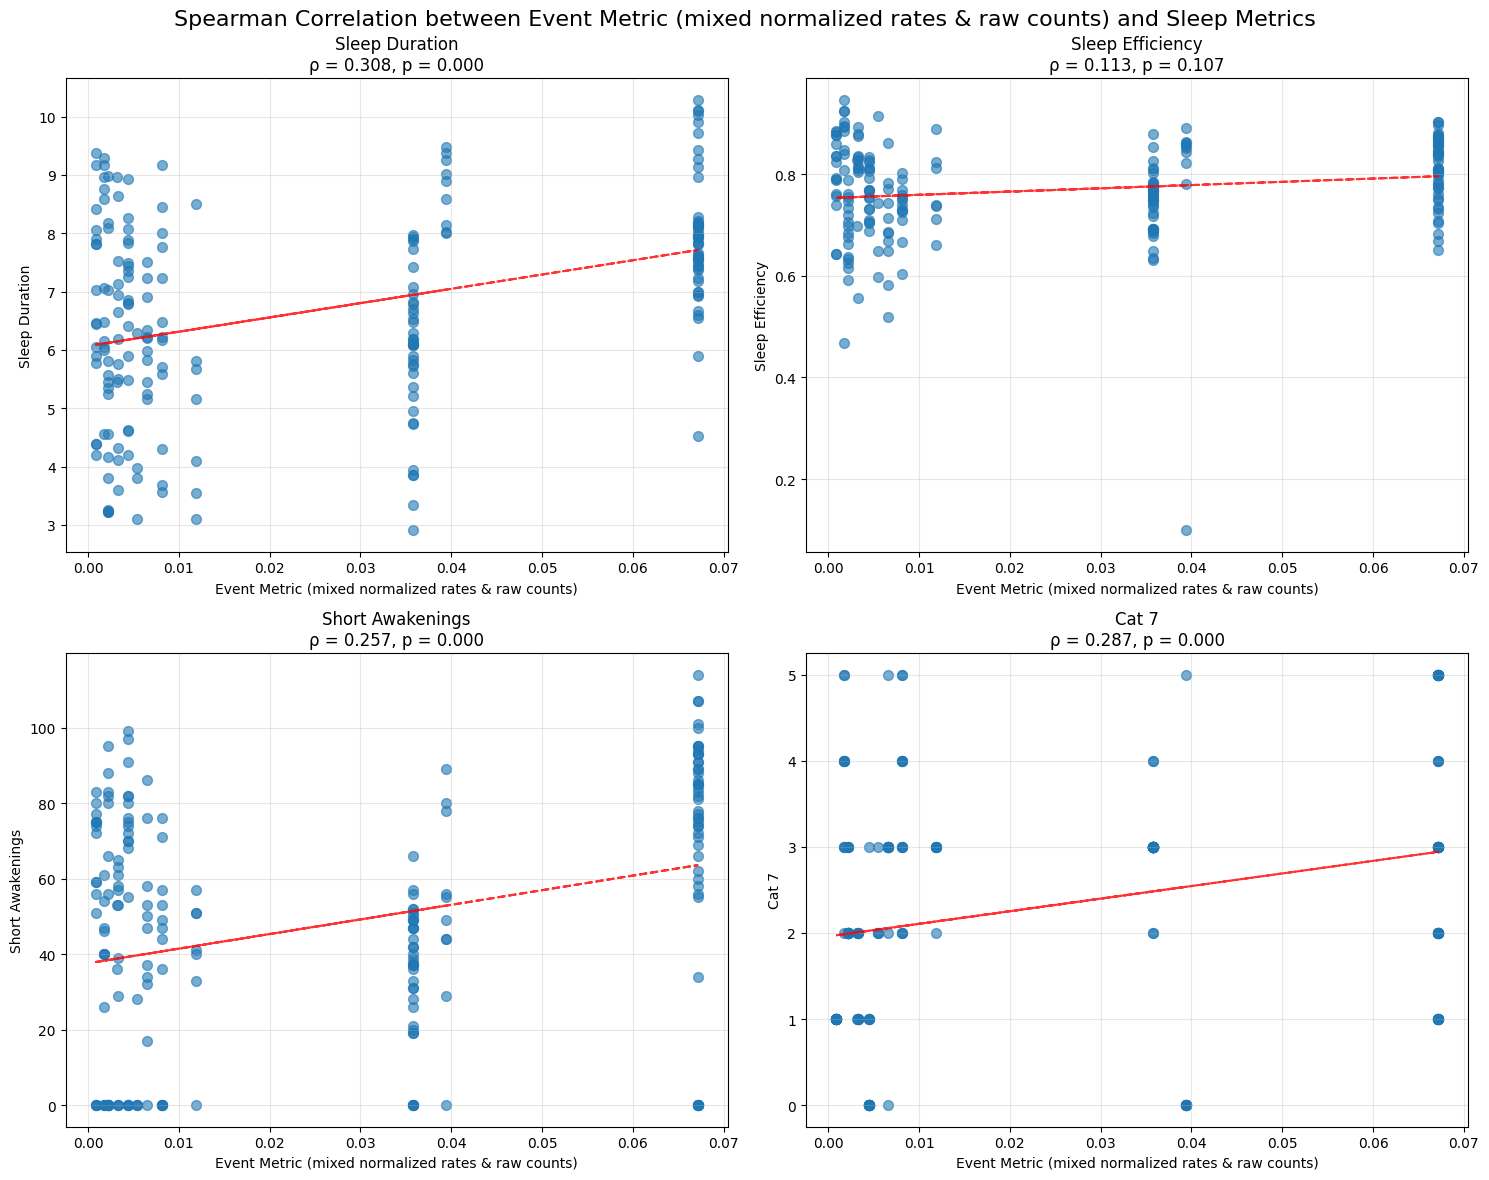 Spearman Correlation between Event Metric (mixed normalized rates & raw counts) and Sleep Metrics
Sleep Duration
ρ = 0.308, p = 0.000
10
9
8
7
6
5
4
3
Sleep Duration
0.00 0.01 0.02 0.03 0.04 0.05 0.06 0.07
Event Metric (mixed normalized rates & raw counts)
Sleep Efficiency
ρ = 0.113, p = 0.107
0.8
0.6
0.4
0.2
Sleep Efficiency
0.00 0.01 0.02 0.03 0.04 0.05 0.06 0.07
Event Metric (mixed normalized rates & raw counts)
Short Awakenings
ρ = 0.257, p = 0.000
100
80
60
40
20
0
Short Awakenings
0.00 0.01 0.02 0.03 0.04 0.05 0.06 0.07
Event Metric (mixed normalized rates & raw counts)
Cat 7
ρ = 0.287, p = 0.000
5
4
3
2
1
0
Cat 7
0.00 0.01 0.02 0.03 0.04 0.05 0.06 0.07
Event Metric (mixed normalized rates & raw counts)